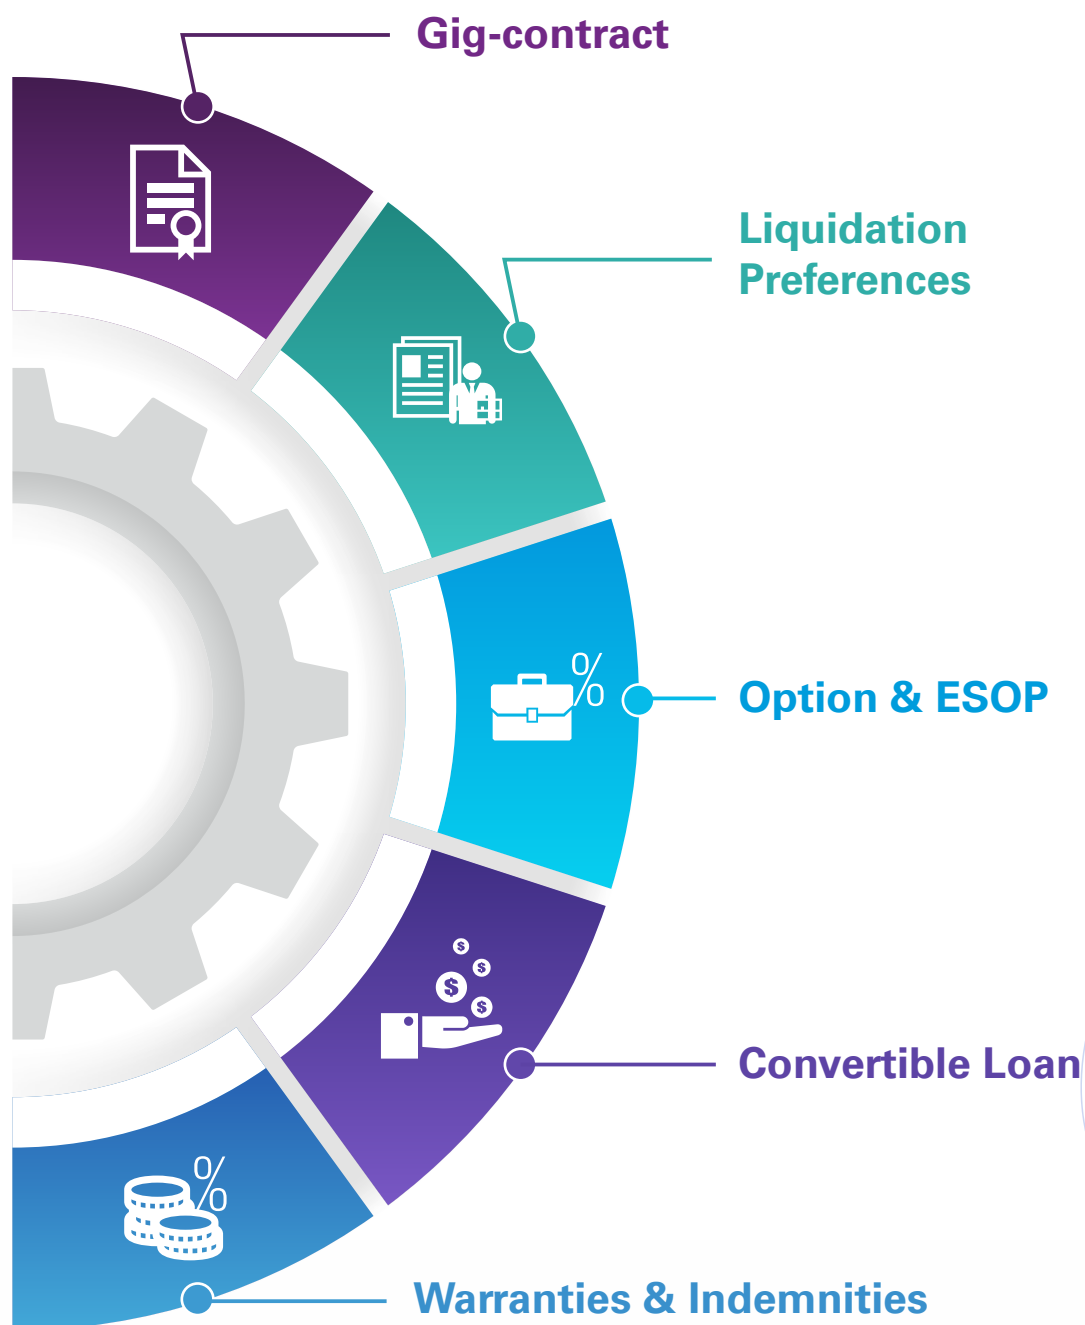 Gig-contract
Liquidation
Preferences
%
Option & ESOP
$
$
$
$
Convertible Loan
%
Warranties & Indemnities